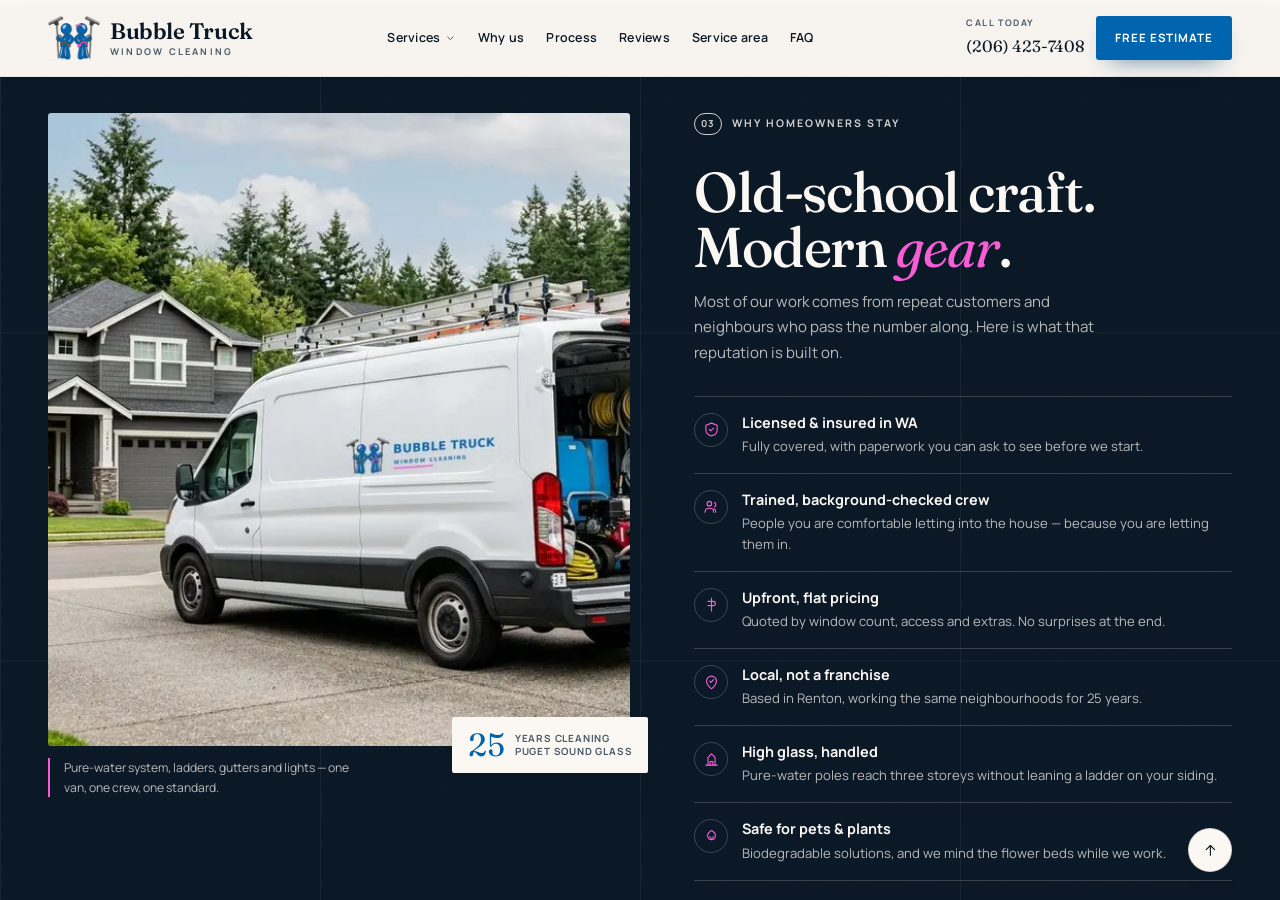 Bubble Truck
WINDOW CLEANING
Services
Why us
Process
Reviews
Service area
FAQ
CALL TODAY
(206) 423-7408
FREE ESTIMATE
BUBBLE TRUCK
WINDOW CLEANING
25
YEARS CLEANING
PUGET SOUND GLASS
Pure-water system, ladders, gutters and lights — one
van, one crew, one standard.
03
WHY HOMEOWNERS STAY
Old-school craft.
Modern gear.
Most of our work comes from repeat customers and
neighbours who pass the number along. Here is what that
reputation is built on.
Licensed & insured in WA
Fully covered, with paperwork you can ask to see before we start.
Trained, background-checked crew
People you are comfortable letting into the house — because you are letting
them in.
Upfront, flat pricing
Quoted by window count, access and extras. No surprises at the end.
Local, not a franchise
Based in Renton, working the same neighbourhoods for 25 years.
High glass, handled
Pure-water poles reach three storeys without leaning a ladder on your siding.
Safe for pets & plants
Biodegradable solutions, and we mind the flower beds while we work.